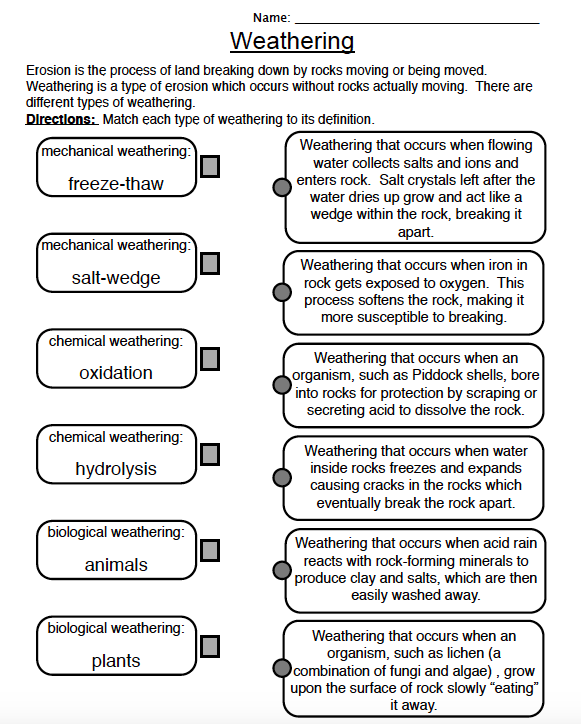 Name:
Weathering
Erosion is the process of land breaking down by rocks moving or being moved.
Weathering is a type of erosion which occurs without rocks actually moving.  There are
different types of weathering.
Directions:  Match each type of weathering to its definition.
mechanical weathering:
freeze-thaw
mechanical weathering:
salt-wedge
chemical weathering:
oxidation
chemical weathering:
hydrolysis
biological weathering:
animals
biological weathering:
plants
Weathering that occurs when flowing
water collects salts and ions and
enters rock.  Salt crystals left after the
water dries up grow and act like a
wedge within the rock, breaking it
apart.
Weathering that occurs when iron in
rock gets exposed to oxygen.  This
process softens the rock, making it
more susceptible to breaking.
Weathering that occurs when an
organism, such as Piddock shells, bore
into rocks for protection by scraping or
secreting acid to dissolve the rock.
Weathering that occurs when water
inside rocks freezes and expands
causing cracks in the rocks which
eventually break the rock apart.
Weathering that occurs when acid rain
reacts with rock-forming minerals to
produce clay and salts, which are then
easily washed away.
Weathering that occurs when an
organism, such as lichen (a
combination of fungi and algae) , grow
upon the surface of rock slowly “eating”
it away.